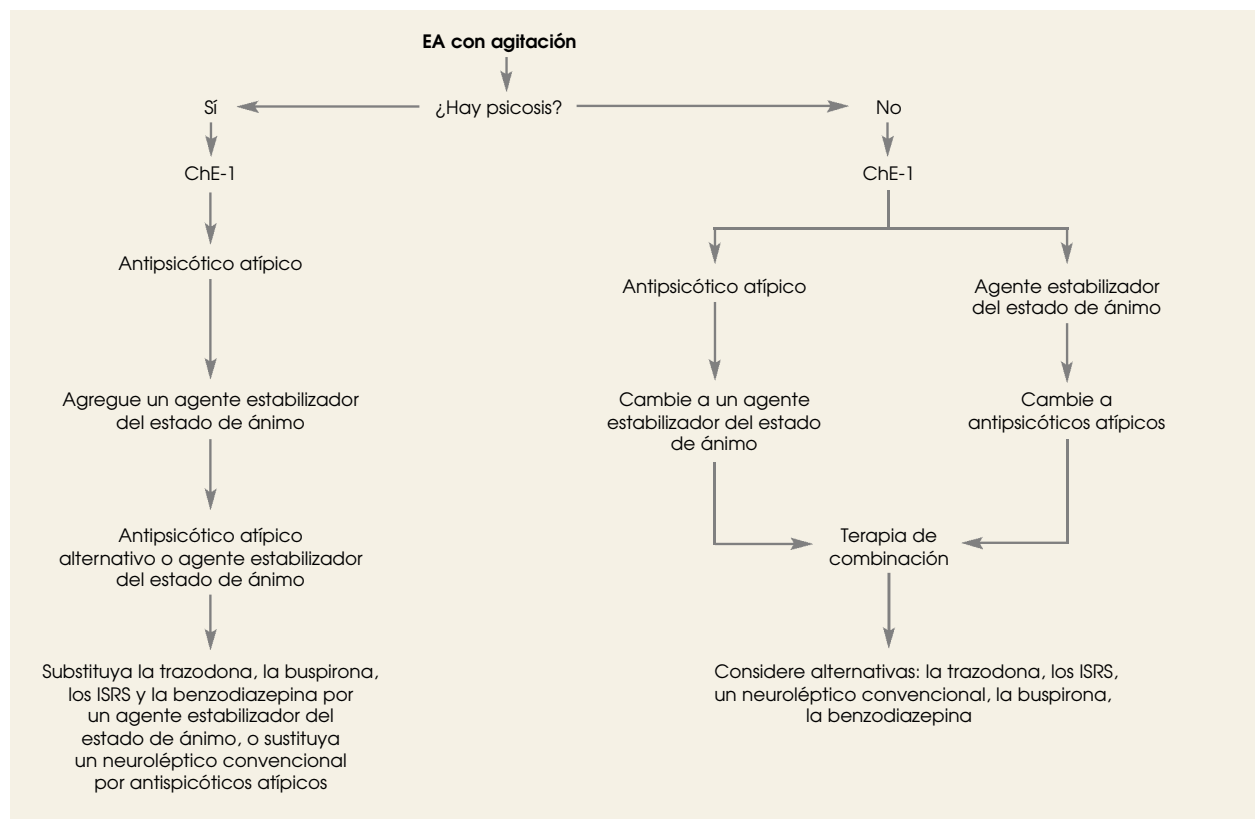 EA con agitación
¿Hay psicosis?
Sí
No
ChE-1
ChE-1
Antipsicótico atípico
Agregue un agente estabilizador
del estado de ánimo
Antipsicótico atípico
alternativo o agente estabilizador
del estado de ánimo
Substituya la trazodona, la buspirona,
los ISRS y la benzodiazepina por
un agente estabilizador del
estado de ánimo, o sustituya
un neuroléptico convencional
por antispicóticos atípicos
Antipsicótico atípico
Cambie a un agente
estabilizador del estado
de ánimo
Agente estabilizador
del estado de ánimo
Cambie a
antipsicóticos atípicos
Terapia de
combinación
Considere alternativas: la trazodona, los ISRS,
un neuroléptico convencional, la buspirona,
la benzodiazepina